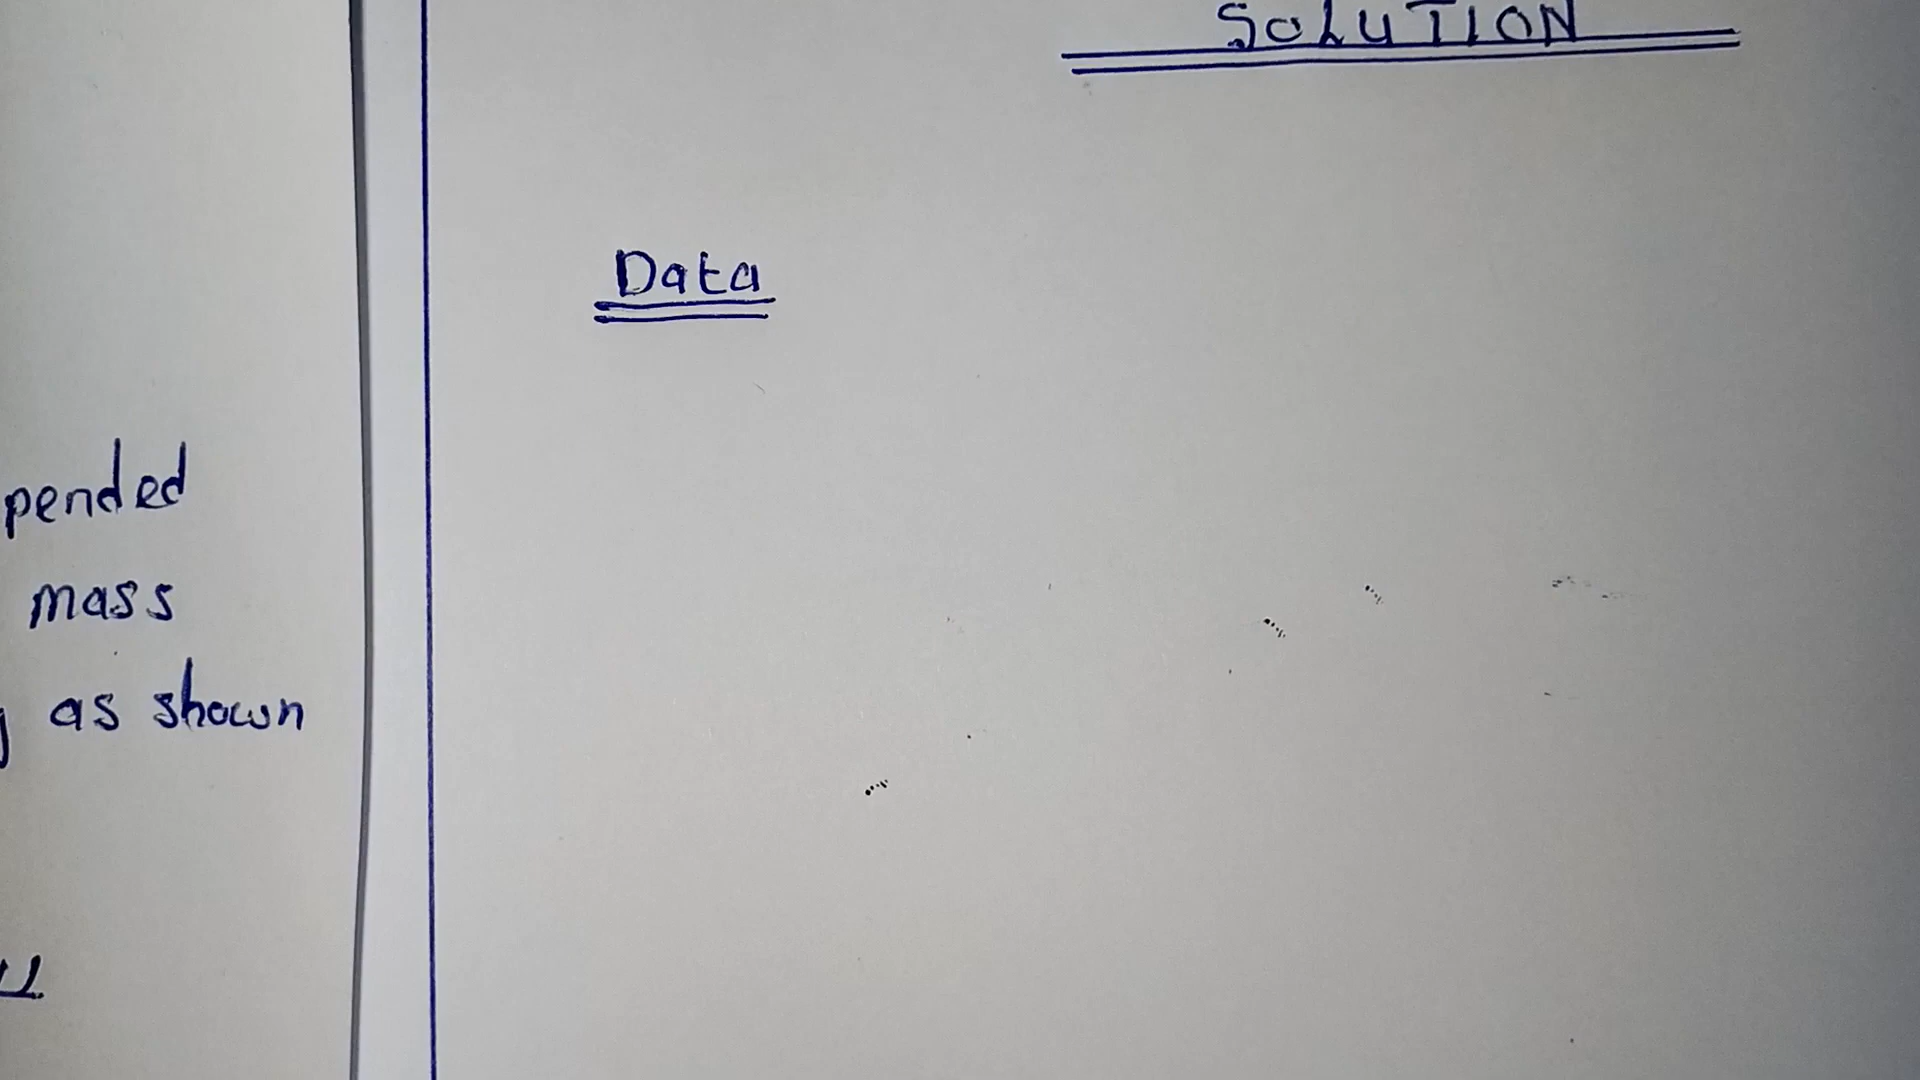 SOLUTION
Data
pended
mass
as shown